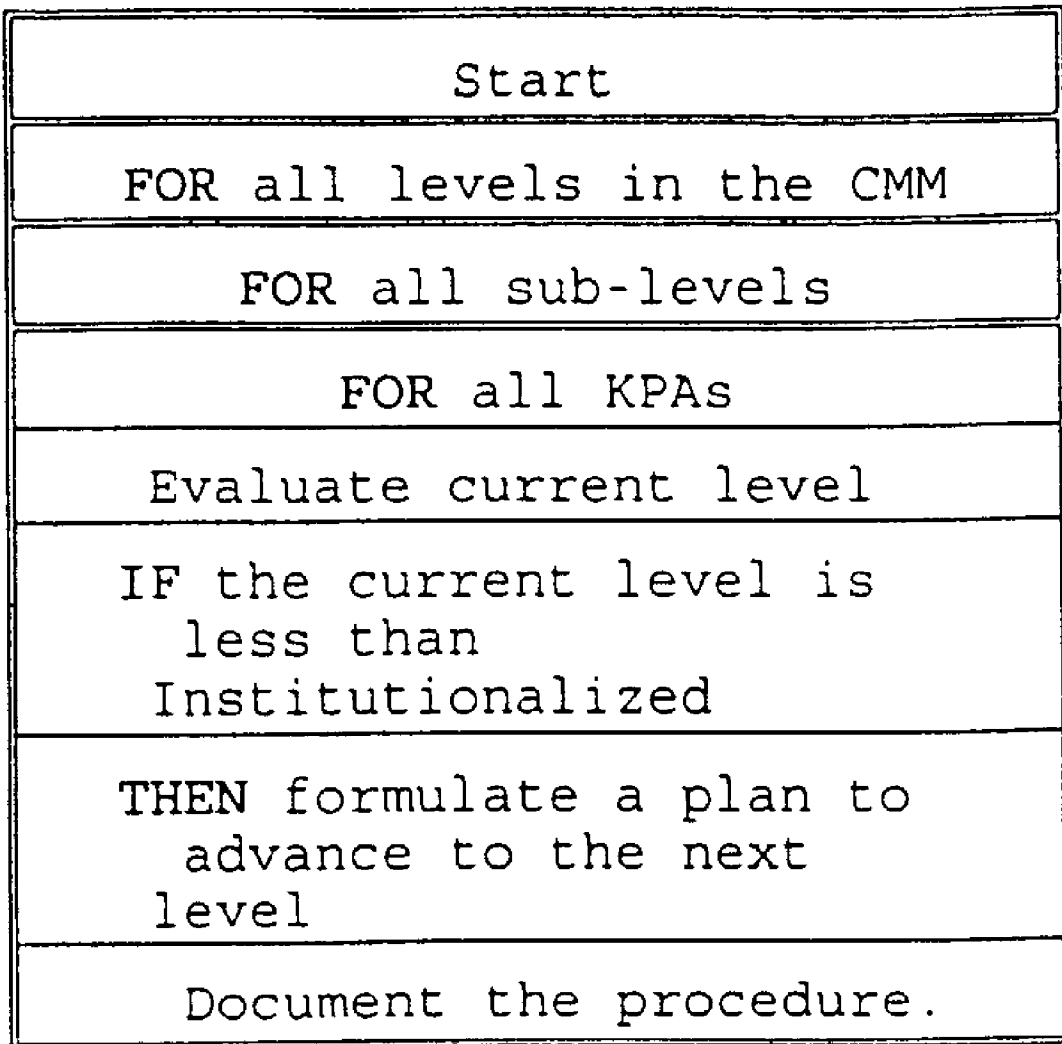 Start
FOR all levels in the CMM
FOR all sub-levels
FOR all KPAs
Evaluate current level
IF the current level is
less than
Institutionalized
THEN formulate a plan to
advance to the next
level
Document the procedure.